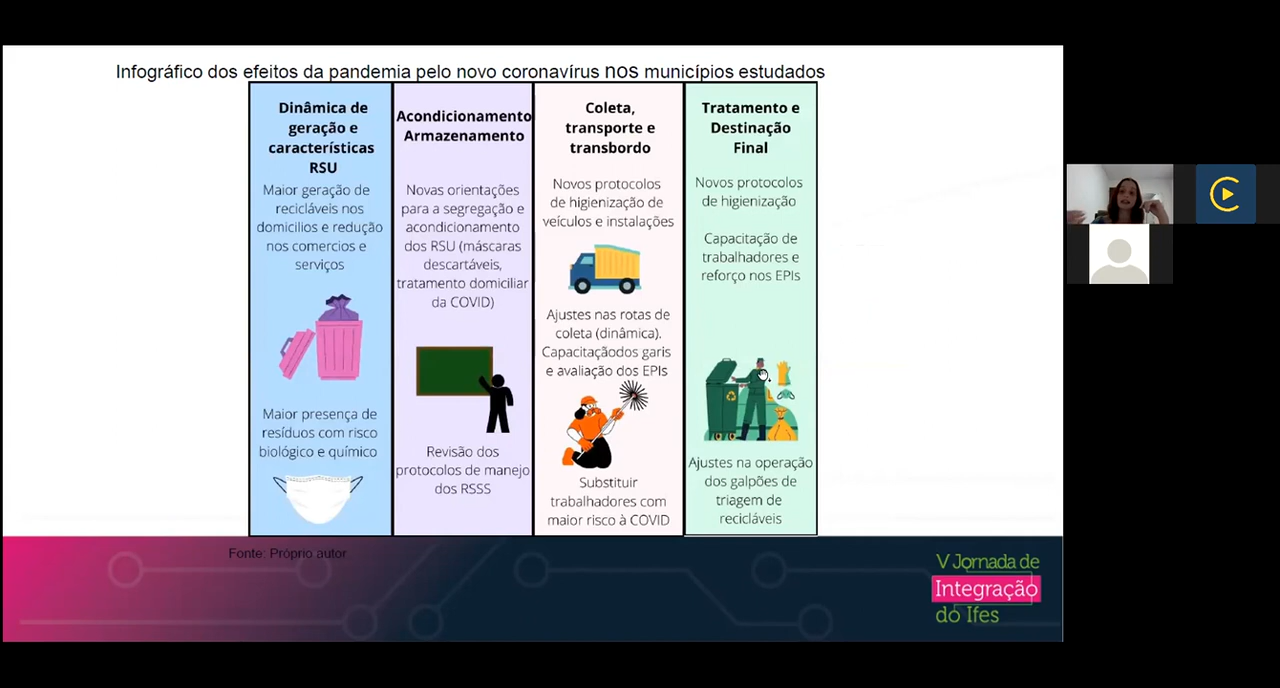 Infográfico dos efeitos da pandemia pelo novo coronavírus nos municípios estudados
Dinâmica de
geração e
características
RSU
Maior geração de
recicláveis nos
domicilios e redução
nos comercios e
serviços
Maior presença de
resíduos com risco
biológico e químico
Acondicionamento
Armazenamento
Novas orientações
para a segregação e
acondicionamento
dos RSU (máscaras
descartáveis,
tratamento domiciliar
da COVID)
Revisão dos
protocolos de manejo
dos RSSS
Coleta,
transporte e
transbordo
Novos protocolos
de higienização de
veículos e instalações
Ajustes nas rotas de
coleta (dinâmica).
Capacitaçãodos garis
e avaliação dos EPIs
Substituir
trabalhadores com
maior risco à COVID
Tratamento e
Destinação
Final
Novos protocolos
de higienização
Capacitação de
trabalhadores e
reforço nos EPIs
Ajustes na operação
dos galpões de
triagem de
recicláveis
Fonte: Próprio autor
V Jornada de
Integração
do Ifes